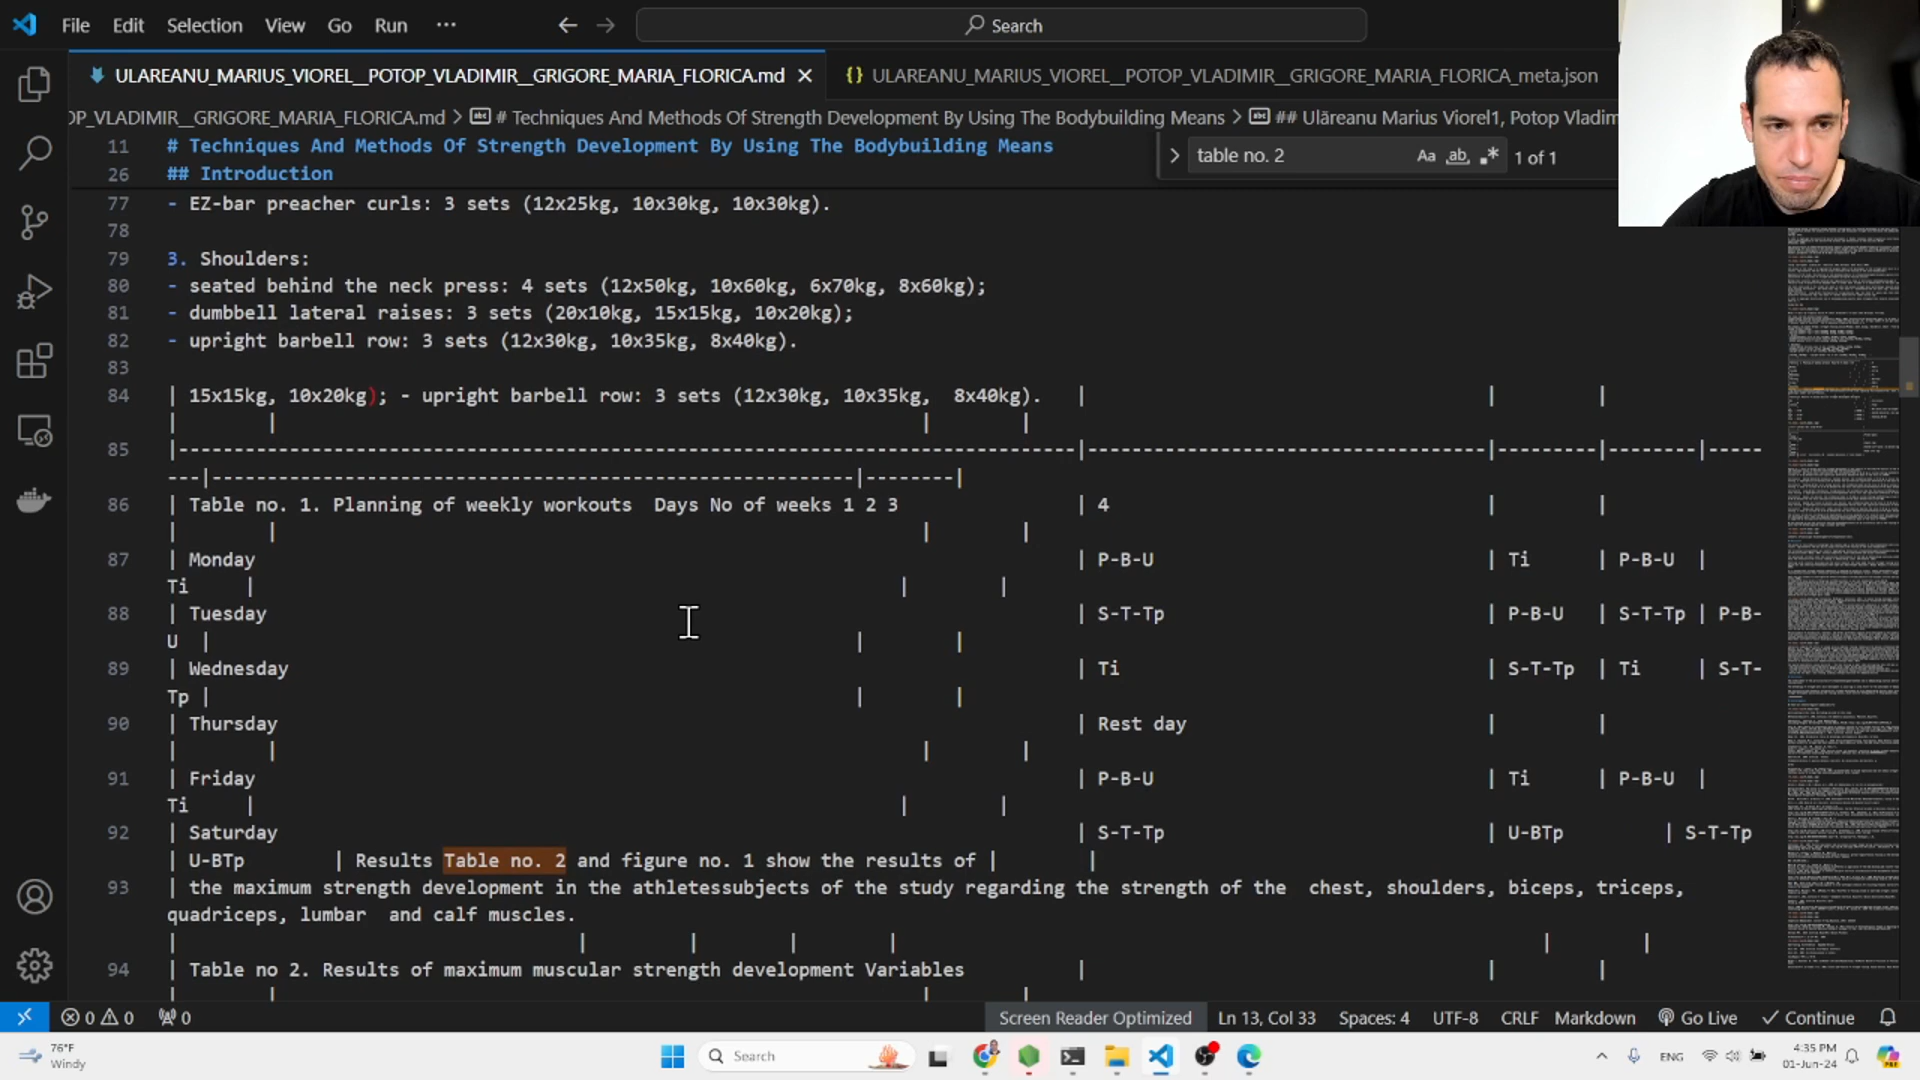 File Edit Selection View Go Run ··· Search
ULAREANU_MARIUS_VIOREL__POTOP_VLADIMIR__GRIGORE_MARIA_FLORICA.md {} ULAREANU_MARIUS_VIOREL__POTOP_VLADIMIR__GRIGORE_MARIA_FLORICA_meta.json
OP_VLADIMIR__GRIGORE_MARIA_FLORICA.md > # Techniques And Methods Of Strength Development By Using The Bodybuilding Means > ## Ulăreanu Marius Viorel1, Potop Vladim
11 # Techniques And Methods Of Strength Development By Using The Bodybuilding Means
table no. 2 Aa ab .* 1 of 1
26 ## Introduction
77 - EZ-bar preacher curls: 3 sets (12x25kg, 10x30kg, 10x30kg).
78
79 3. Shoulders:
80 - seated behind the neck press: 4 sets (12x50kg, 10x60kg, 6x70kg, 8x60kg);
81 - dumbbell lateral raises: 3 sets (20x10kg, 15x15kg, 10x20kg);
82 - upright barbell row: 3 sets (12x30kg, 10x35kg, 8x40kg).
83
84 | 15x15kg, 10x20kg); - upright barbell row: 3 sets (12x30kg, 10x35kg, 8x40kg). | | |
| | | |
85 |---------------------------------------------------------------------------------|------------------------------------|--------|--------|-----
---|----------------------------------------------------------|--------|
86 | Table no. 1. Planning of weekly workouts Days No of weeks 1 2 3 | 4 | |
| | | |
87 | Monday | P-B-U | Ti | P-B-U |
Ti | | |
88 | Tuesday | S-T-Tp | P-B-U | S-T-Tp | P-B-
U | | |
89 | Wednesday | Ti | S-T-Tp | Ti | S-T-
Tp | | |
90 | Thursday | Rest day | |
| | | |
91 | Friday | P-B-U | Ti | P-B-U |
Ti | | |
92 | Saturday | S-T-Tp | U-BTp | S-T-Tp
| U-BTp | Results Table no. 2 and figure no. 1 show the results of | |
93 | the maximum strength development in the athletessubjects of the study regarding the strength of the chest, shoulders, biceps, triceps,
quadriceps, lumbar and calf muscles.
| | | | | | |
94 | Table no 2. Results of maximum muscular strength development Variables | | |
| | | |
0 0 0 Screen Reader Optimized Ln 13, Col 33 Spaces: 4 UTF-8 CRLF Markdown Go Live Continue
76°F
Windy
Search
ENG
4:35 PM
01-Jun-24